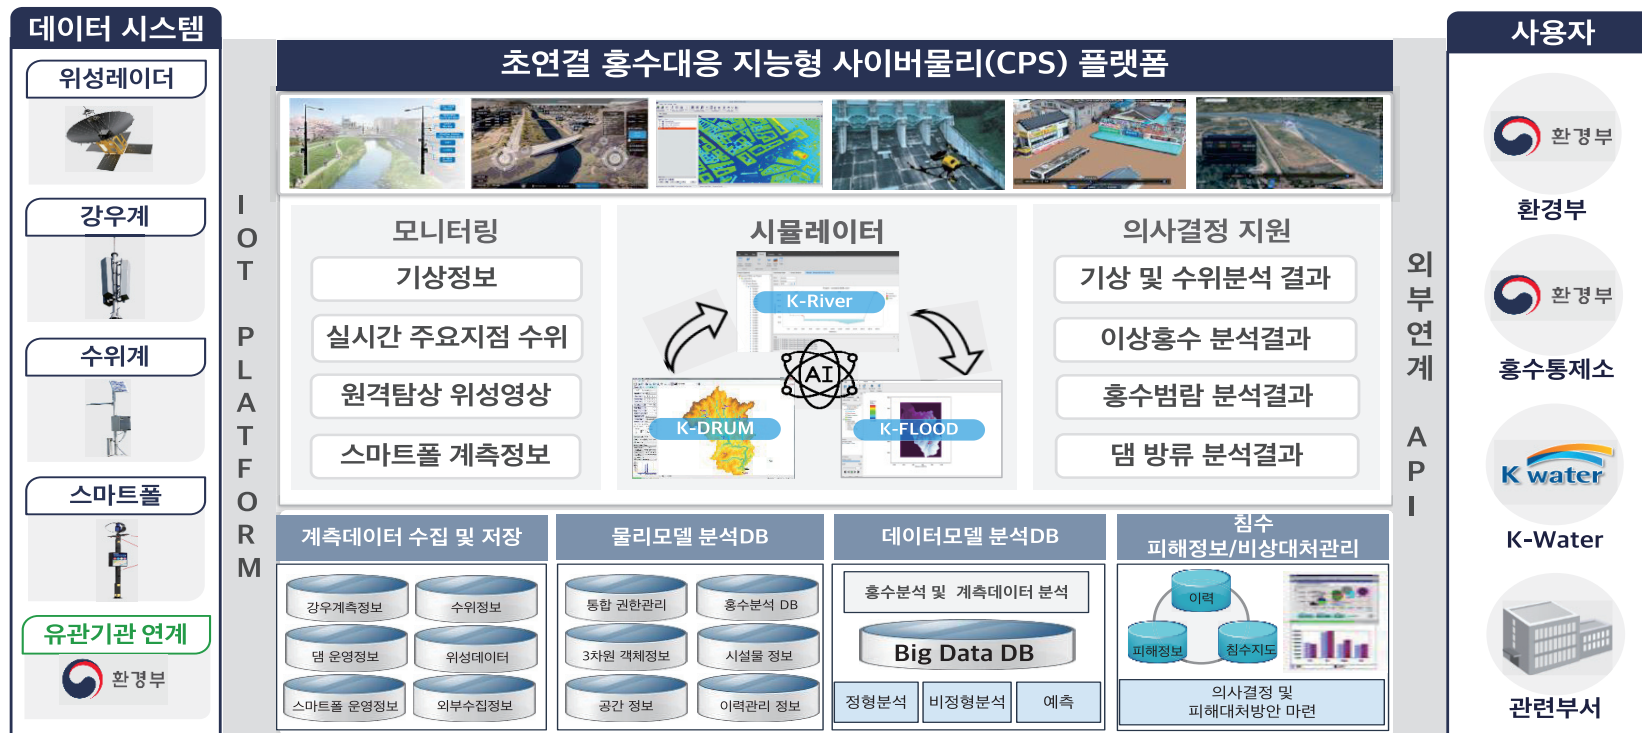 데이터 시스템
위성레이더
강우계
수위계
스마트폴
유관기관 연계
환경부
IOT PLATFORM
초연결 홍수대응 지능형 사이버물리(CPS) 플랫폼
모니터링
기상정보
실시간 주요지점 수위
원격탐상 위성영상
스마트폴 계측정보
시뮬레이터
K-River
AI
K-DRUM
K-FLOOD
의사결정 지원
기상 및 수위분석 결과
이상홍수 분석결과
홍수범람 분석결과
댐 방류 분석결과
계측데이터 수집 및 저장
강우계측정보
수위정보
댐 운영정보
위성데이터
스마트폴 운영정보
외부수집정보
물리모델 분석DB
통합 권한관리
홍수분석 DB
3차원 객체정보
시설물 정보
공간 정보
이력관리 정보
데이터모델 분석DB
홍수분석 및 계측데이터 분석
Big Data DB
정형분석
비정형분석
예측
침수
피해정보/비상대처관리
이력
피해정보
침수지도
의사결정 및
피해대처방안 마련
외부연계 API
사용자
환경부
환경부
환경부
홍수통제소
K water
K-Water
관련부서